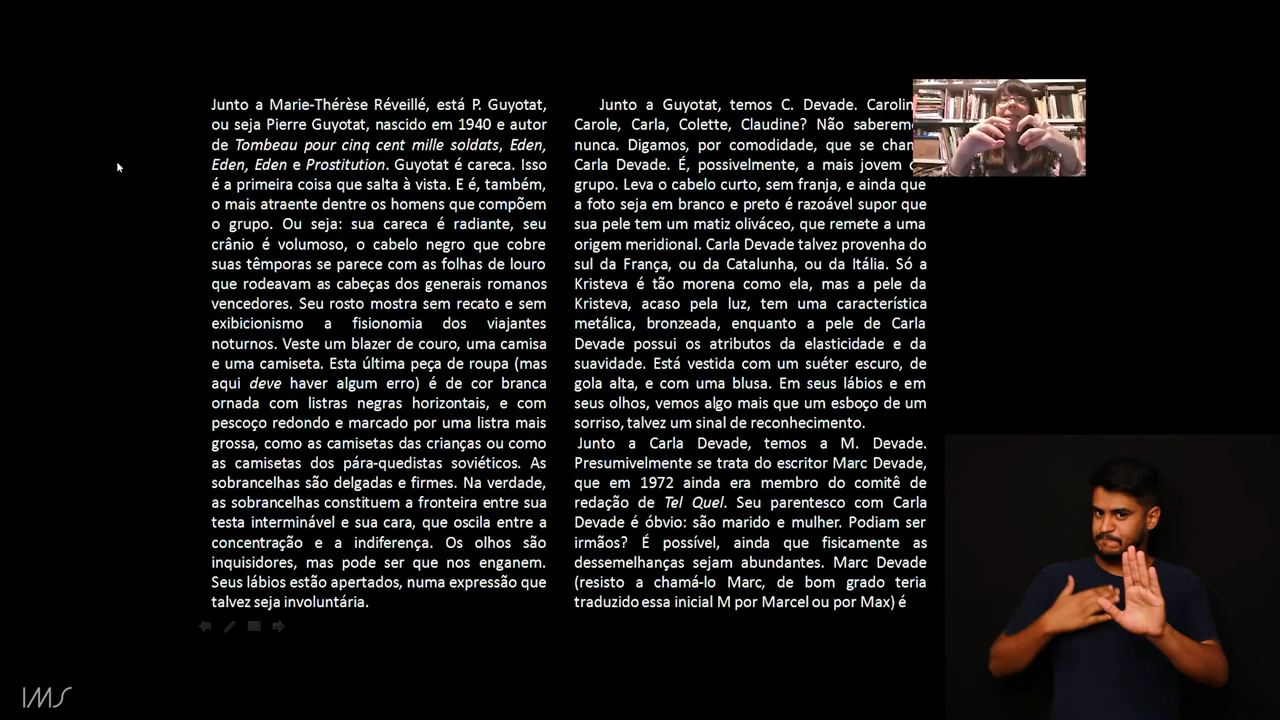 Junto a Marie-Thérèse Réveillé, está P. Guyotat,
ou seja Pierre Guyotat, nascido em 1940 e autor
de Tombeau pour cinq cent mille soldats, Eden,
Eden, Eden e Prostitution. Guyotat é careca. Isso
é a primeira coisa que salta à vista. E é, também,
o mais atraente dentre os homens que compõem
o grupo. Ou seja: sua careca é radiante, seu
crânio é volumoso, o cabelo negro que cobre
suas têmporas se parece com as folhas de louro
que rodeavam as cabeças dos generais romanos
vencedores. Seu rosto mostra sem recato e sem
exibicionismo a fisionomia dos viajantes
noturnos. Veste um blazer de couro, uma camisa
e uma camiseta. Esta última peça de roupa (mas
aqui deve haver algum erro) é de cor branca
ornada com listras negras horizontais, e com
pescoço redondo e marcado por uma listra mais
grossa, como as camisetas das crianças ou como
as camisetas dos pára-quedistas soviéticos. As
sobrancelhas são delgadas e firmes. Na verdade,
as sobrancelhas constituem a fronteira entre sua
testa interminável e sua cara, que oscila entre a
concentração e a indiferença. Os olhos são
inquisidores, mas pode ser que nos enganem.
Seus lábios estão apertados, numa expressão que
talvez seja involuntária.
Junto a Guyotat, temos C. Devade.
Carole, Carla, Colette, Claudine? Não
nunca. Digamos, por comodidade, que se
Carla Devade. É, possivelmente, a mais jovem
grupo. Leva o cabelo curto, sem franja, e ainda que
a foto seja em branco e preto é razoável supor que
sua pele tem um matiz oliváceo, que remete a uma
origem meridional. Carla Devade talvez provenha do
sul da França, ou da Catalunha, ou da Itália. Só a
Kristeva é tão morena como ela, mas a pele da
Kristeva, acaso pela luz, tem uma característica
metálica, bronzeada, enquanto a pele de Carla
Devade possui os atributos da elasticidade e da
suavidade. Está vestida com um suéter escuro, de
gola alta, e com uma blusa. Em seus lábios e em
seus olhos, vemos algo mais que um esboço de um
sorriso, talvez um sinal de reconhecimento.
Junto a Carla Devade, temos a M. Devade.
Presumivelmente se trata do escritor Marc Devade,
que em 1972 ainda era membro do comitê de
redação de Tel Quel. Seu parentesco com Carla
Devade é óbvio: são marido e mulher. Podiam ser
irmãos? É possível, ainda que fisicamente as
dessemelhanças sejam abundantes. Marc Devade
(resisto a chamá-lo Marc, de bom grado teria
traduzido essa inicial M por Marcel ou por Max) é
IMS